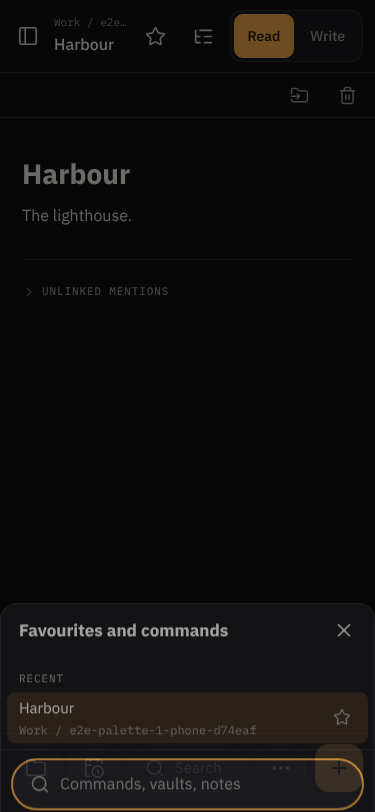 Work / e2e…
Harbour
Read
Write
Harbour
The lighthouse.
UNLINKED MENTIONS
Favourites and commands
RECENT
Harbour
Work / e2e-palette-1-phone-d74eaf
Search
Commands, vaults, notes